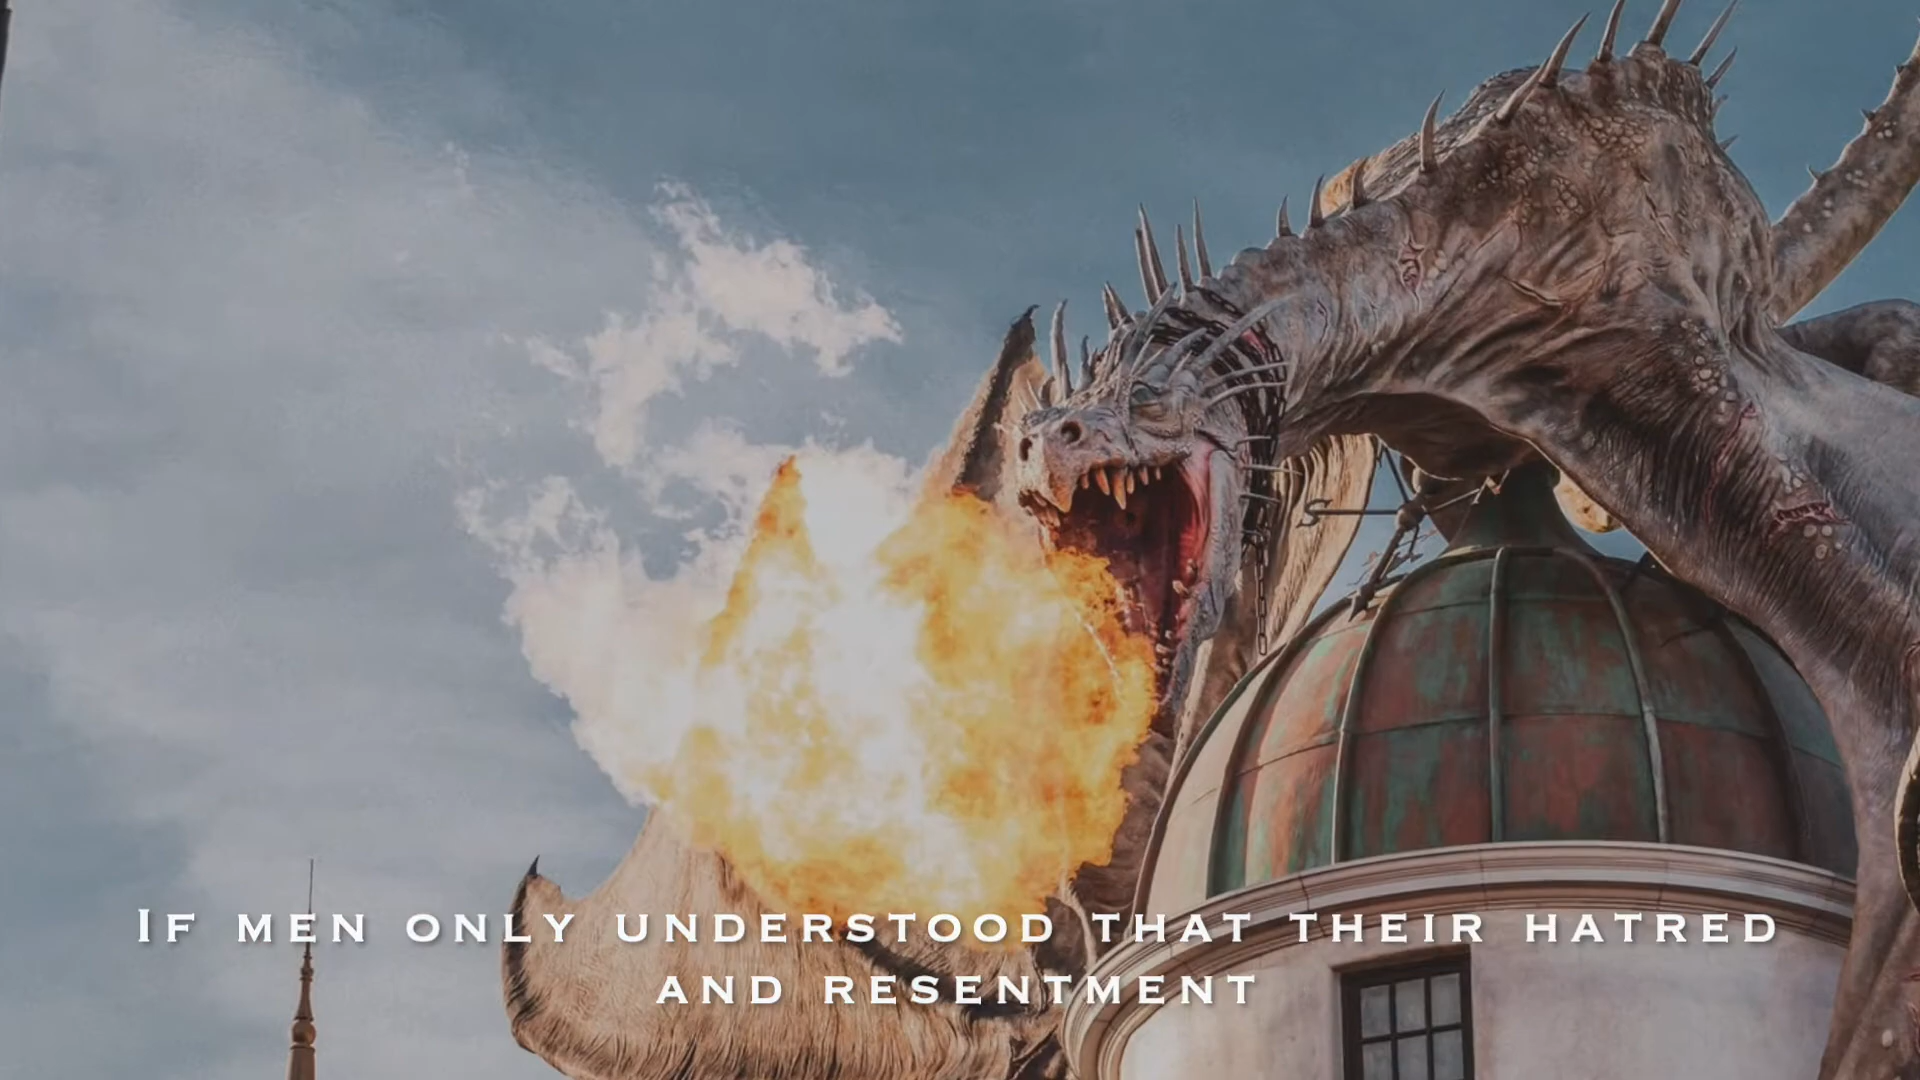 If men only understood that their hatred
and resentment